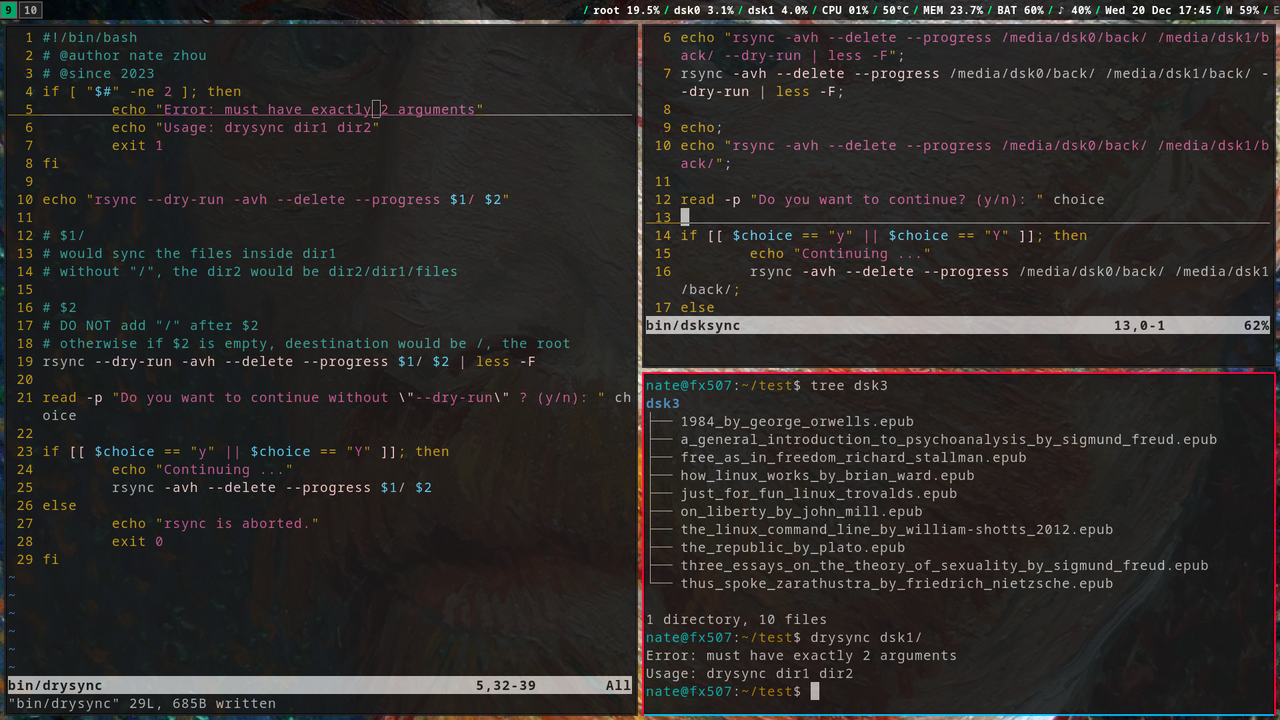 9 10 / root 19.5% / dsk0 3.1% / dsk1 4.0% / CPU 01% / 50°C / MEM 23.7% / BAT 60% / ♪ 40% / Wed 20 Dec 17:45 / W 59% / E
1 #!/bin/bash
2 # @author nate zhou
3 # @since 2023
4 if [ "$#" -ne 2 ]; then
5         echo "Error: must have exactly 2 arguments"
6         echo "Usage: drysync dir1 dir2"
7         exit 1
8 fi
9
10 echo "rsync --dry-run -avh --delete --progress $1/ $2"
11
12 # $1/
13 # would sync the files inside dir1
14 # without "/", the dir2 would be dir2/dir1/files
15
16 # $2
17 # DO NOT add "/" after $2
18 # otherwise if $2 is empty, deestination would be /, the root
19 rsync --dry-run -avh --delete --progress $1/ $2 | less -F
20
21 read -p "Do you want to continue without \"--dry-run\" ? (y/n): " ch
oice
22
23 if [[ $choice == "y" || $choice == "Y" ]]; then
24         echo "Continuing ..."
25         rsync -avh --delete --progress $1/ $2
26 else
27         echo "rsync is aborted."
28         exit 0
29 fi
~
~
~
~
~
~
bin/drysync 5,32-39 All
"bin/drysync" 29L, 685B written
6 echo "rsync -avh --delete --progress /media/dsk0/back/ /media/dsk1/b
ack/ --dry-run | less -F";
7 rsync -avh --delete --progress /media/dsk0/back/ /media/dsk1/back/ -
-dry-run | less -F;
8
9 echo;
10 echo "rsync -avh --delete --progress /media/dsk0/back/ /media/dsk1/b
ack/";
11
12 read -p "Do you want to continue? (y/n): " choice
13
14 if [[ $choice == "y" || $choice == "Y" ]]; then
15         echo "Continuing ..."
16         rsync -avh --delete --progress /media/dsk0/back/ /media/dsk1
/back/;
17 else
bin/dsksync 13,0-1 62%
nate@fx507:~/test$ tree dsk3
dsk3
├── 1984_by_george_orwells.epub
├── a_general_introduction_to_psychoanalysis_by_sigmund_freud.epub
├── free_as_in_freedom_richard_stallman.epub
├── how_linux_works_by_brian_ward.epub
├── just_for_fun_linux_trovalds.epub
├── on_liberty_by_john_mill.epub
├── the_linux_command_line_by_william-shotts_2012.epub
├── the_republic_by_plato.epub
├── three_essays_on_the_theory_of_sexuality_by_sigmund_freud.epub
└── thus_spoke_zarathustra_by_friedrich_nietzsche.epub
1 directory, 10 files
nate@fx507:~/test$ drysync dsk1/
Error: must have exactly 2 arguments
Usage: drysync dir1 dir2
nate@fx507:~/test$